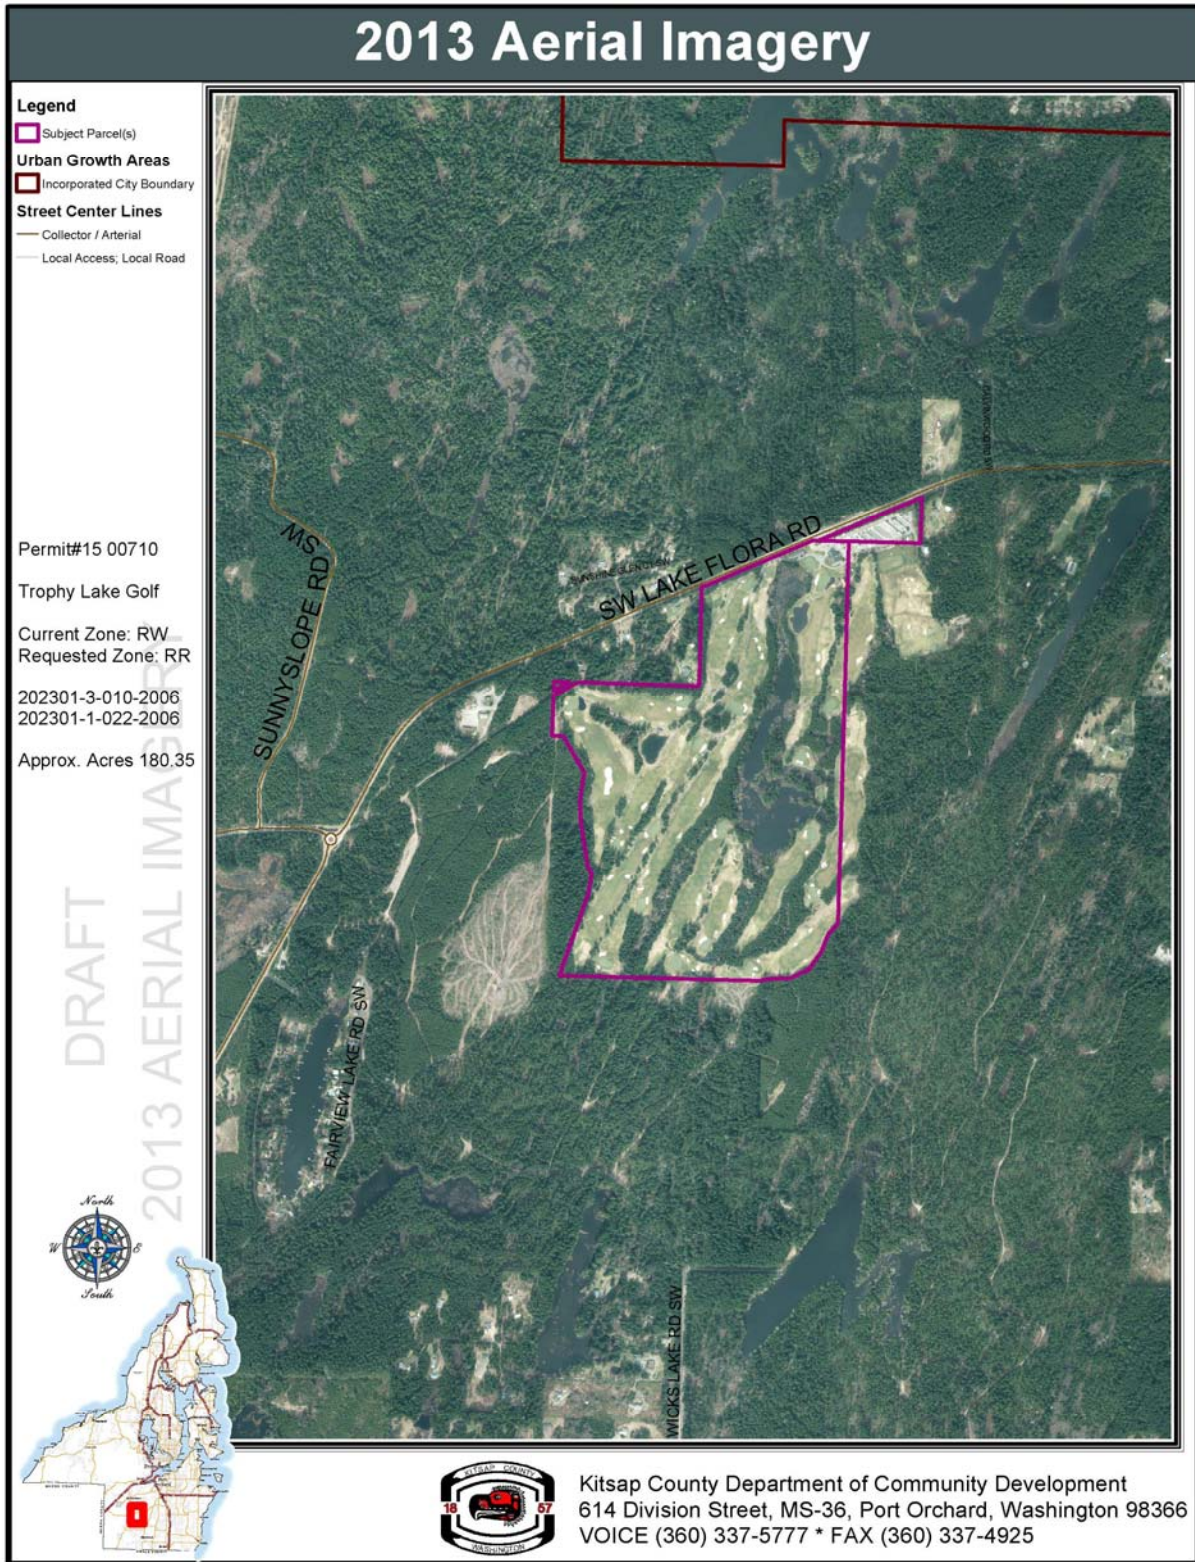 2013 Aerial Imagery
Legend
Subject Parcel(s)
Urban Growth Areas
Incorporated City Boundary
Street Center Lines
Collector / Arterial
Local Access; Local Road
Permit#15 00710
Trophy Lake Golf
Current Zone: RW
Requested Zone: RR
202301-3-010-2006
202301-1-022-2006
Approx. Acres 180.35
DRAFT
2013 AERIAL IMAGERY
SUNNYSLOPE RD SW
SW LAKE FLORA RD
FAIRVIEW LAKE RD SW
WICKS LAKE RD SW
North
W
E
South
KITSAP COUNTY
18 57
WASHINGTON
Kitsap County Department of Community Development
614 Division Street, MS-36, Port Orchard, Washington 98366
VOICE (360) 337-5777 * FAX (360) 337-4925